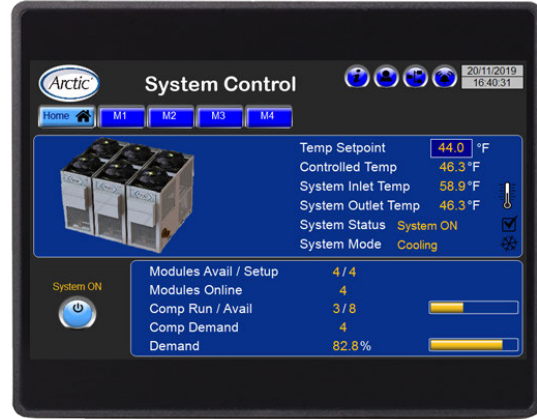 Arctic
System Control
20/11/2019
16:40:31
Home M1 M2 M3 M4
Temp Setpoint 44.0 °F
Controlled Temp 46.3°F
System Inlet Temp 58.9°F
System Outlet Temp 46.3°F
System Status System ON
System Mode Cooling
System ON
Modules Avail / Setup 4/4
Modules Online 4
Comp Run / Avail 3/8
Comp Demand 4
Demand 82.8%